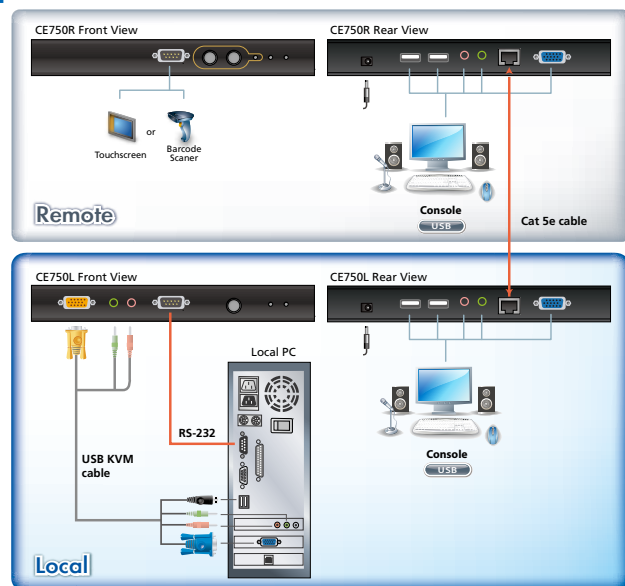 CE750R Front View
CE750R Rear View
Touchscreen
or
Barcode
Scaner
Console
USB
Cat 5e cable
Remote
CE750L Front View
CE750L Rear View
Local PC
RS-232
USB KVM
cable
Console
USB
Local